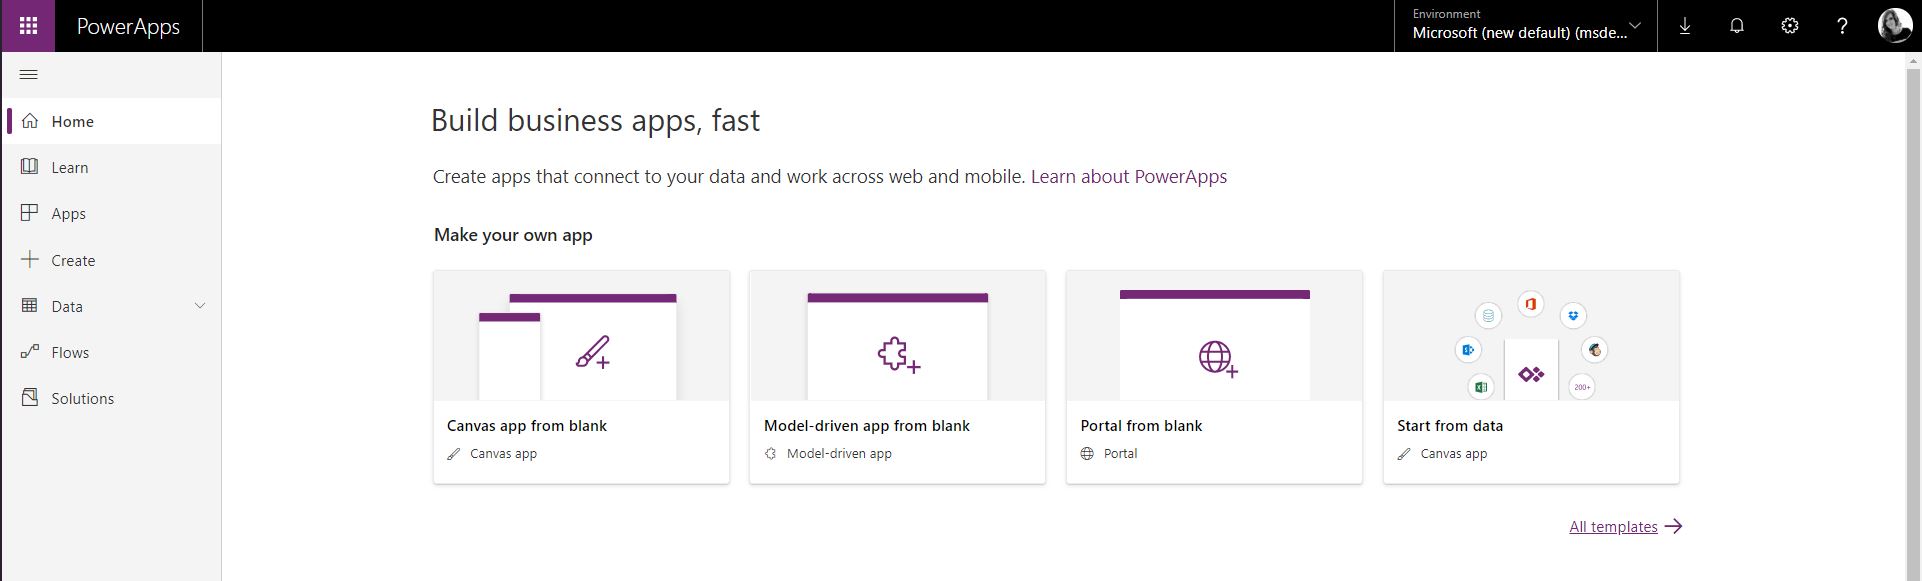 PowerApps
Environment
Microsoft (new default) (msde...
?
Home
Learn
Apps
Create
Data
Flows
Solutions
Build business apps, fast
Create apps that connect to your data and work across web and mobile. Learn about PowerApps
Make your own app
200+
Canvas app from blank
Canvas app
Model-driven app from blank
Model-driven app
Portal from blank
Portal
Start from data
Canvas app
All templates